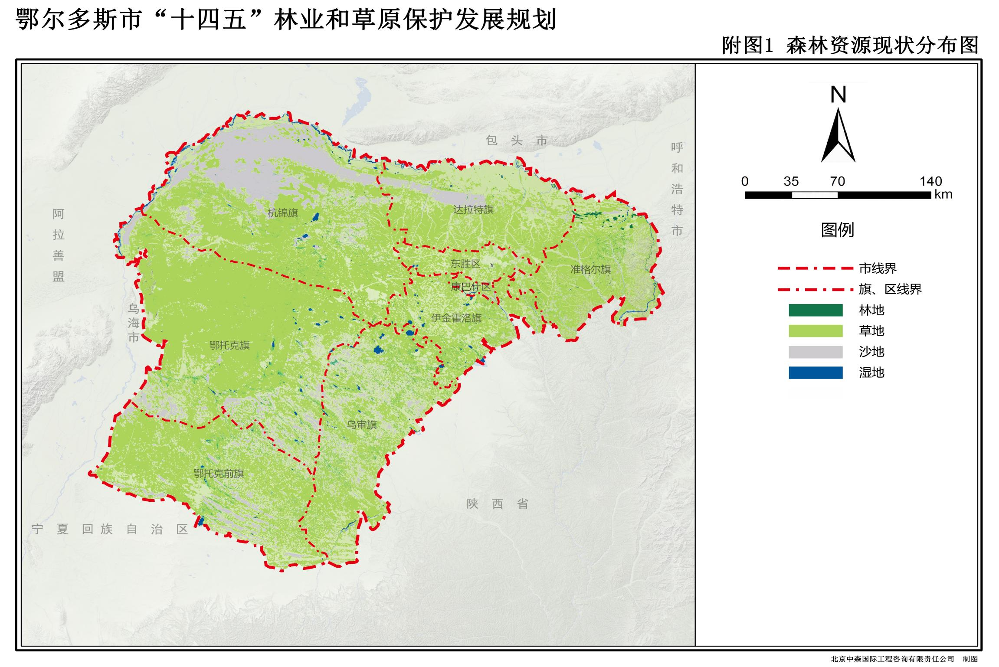 鄂尔多斯市“十四五”林业和草原保护发展规划
附图1 森林资源现状分布图
N
0 35 70 140
km
图例
市线界
旗、区线界
林地
草地
沙地
湿地
包头市
呼和浩特市
阿拉善盟
乌海市
杭锦旗
达拉特旗
东胜区
准格尔旗
康巴什区
伊金霍洛旗
鄂托克旗
乌审旗
鄂托克前旗
陕西省
宁夏回族自治区
北京中森国际工程咨询有限责任公司 制图